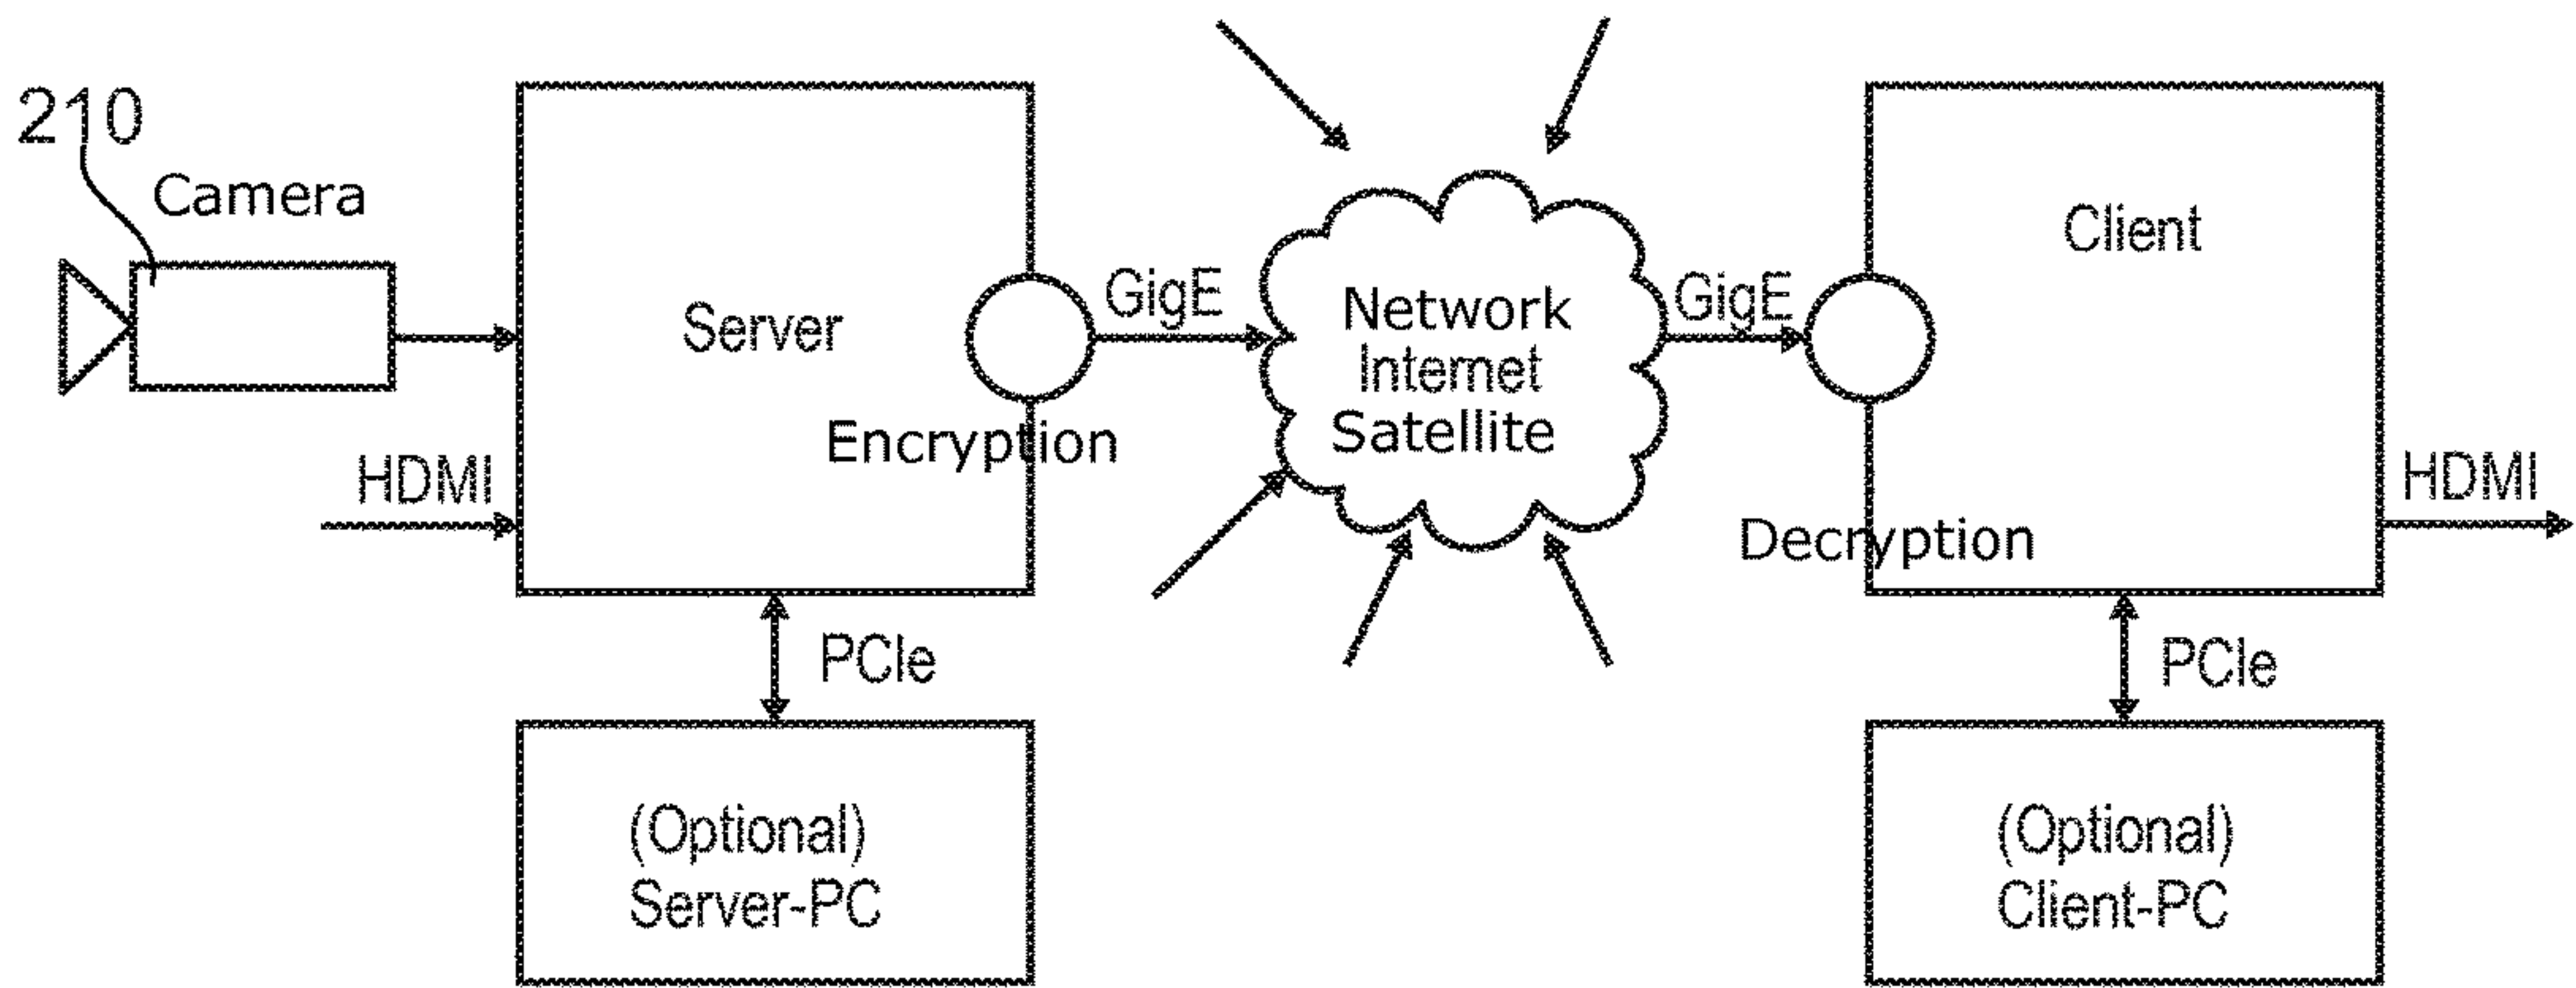 210
Camera
Server
HDMI
Encryption
GigE
Network
Internet
Satellite
GigE
Client
Decryption
HDMI
PCIe
PCIe
(Optional)
Server-PC
(Optional)
Client-PC